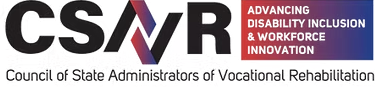 CSAVR
ADVANCING
DISABILITY INCLUSION
& WORKFORCE
INNOVATION
Council of State Administrators of Vocational Rehabilitation